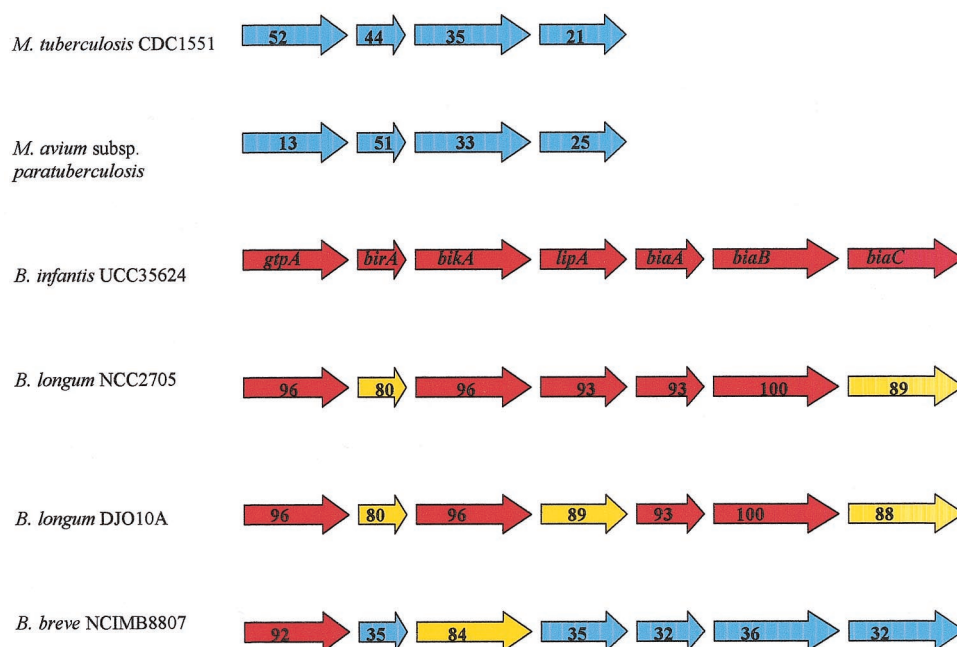 M. tuberculosis CDC1551
52 44 35 21
M. avium subsp.
paratuberculosis
13 51 33 25
B. infantis UCC35624
gtpA birA bikA lipA biaA biaB biaC
B. longum NCC2705
96 80 96 93 93 100 89
B. longum DJO10A
96 80 96 89 93 100 88
B. breve NCIMB8807
92 35 84 35 32 36 32